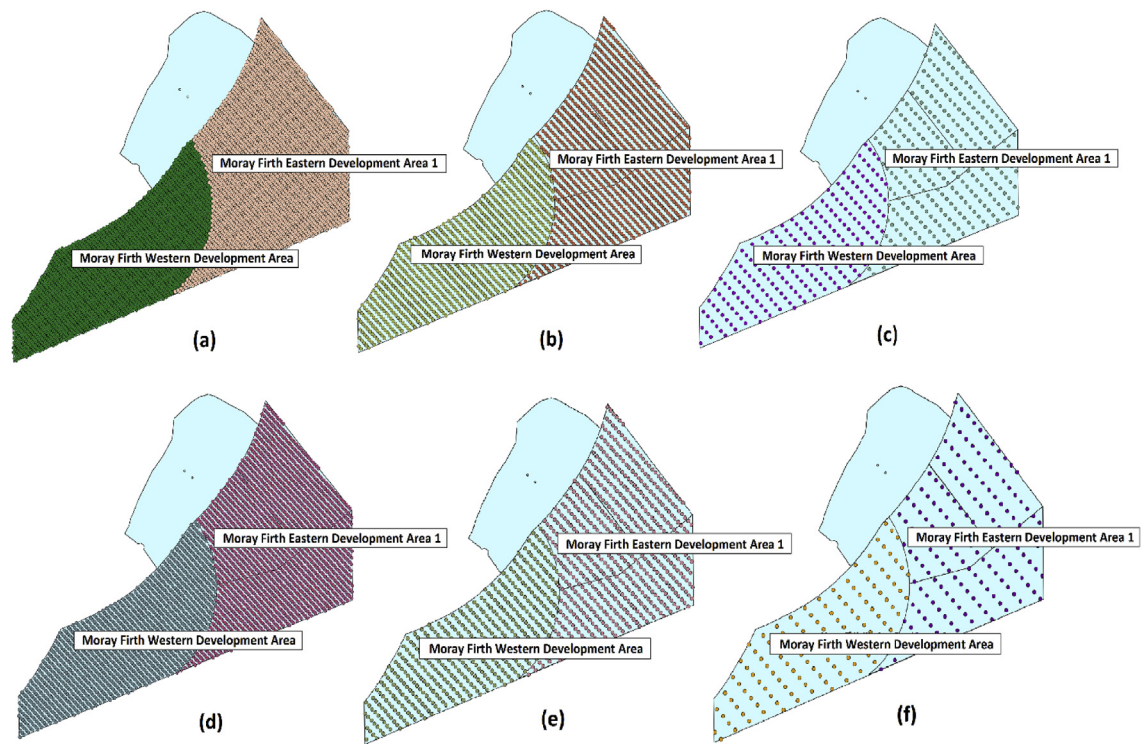 Moray Firth Eastern Development Area 1
Moray Firth Western Development Area
(a)
Moray Firth Eastern Development Area 1
Moray Firth Western Development Area
(b)
Moray Firth Eastern Development Area 1
Moray Firth Western Development Area
(c)
Moray Firth Eastern Development Area 1
Moray Firth Western Development Area
(d)
Moray Firth Eastern Development Area 1
Moray Firth Western Development Area
(e)
Moray Firth Eastern Development Area 1
Moray Firth Western Development Area
(f)